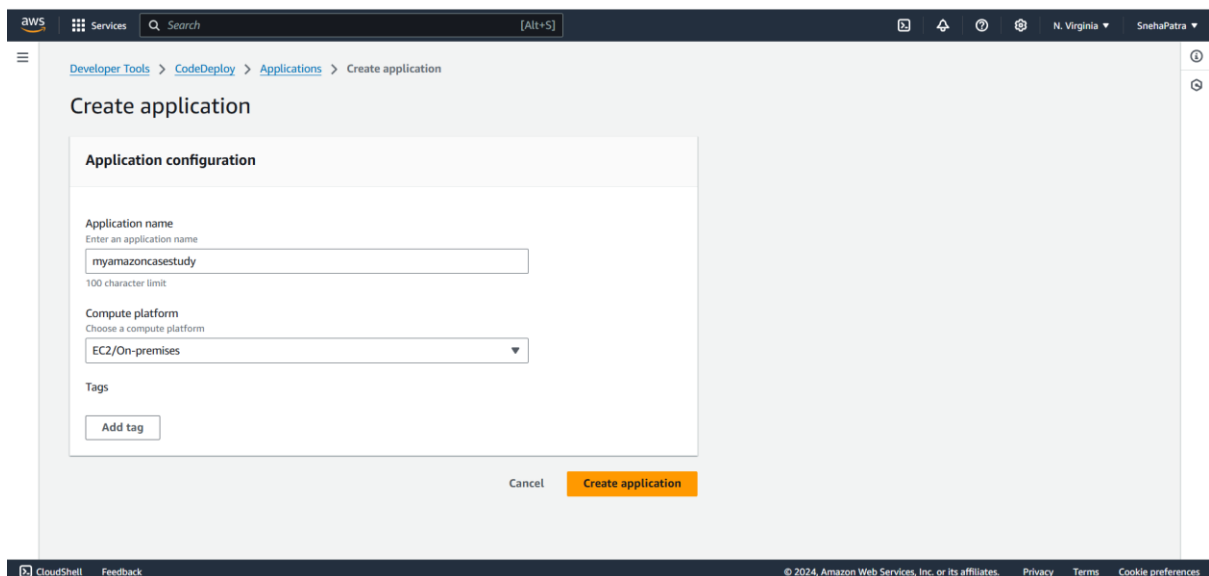 aws Services Search [Alt+S] N. Virginia SnehaPatra
Developer Tools > CodeDeploy > Applications > Create application
Create application
Application configuration
Application name
Enter an application name
myamazoncasestudy
100 character limit
Compute platform
Choose a compute platform
EC2/On-premises
Tags
Add tag
Cancel Create application
CloudShell Feedback © 2024, Amazon Web Services, Inc. or its affiliates. Privacy Terms Cookie preferences